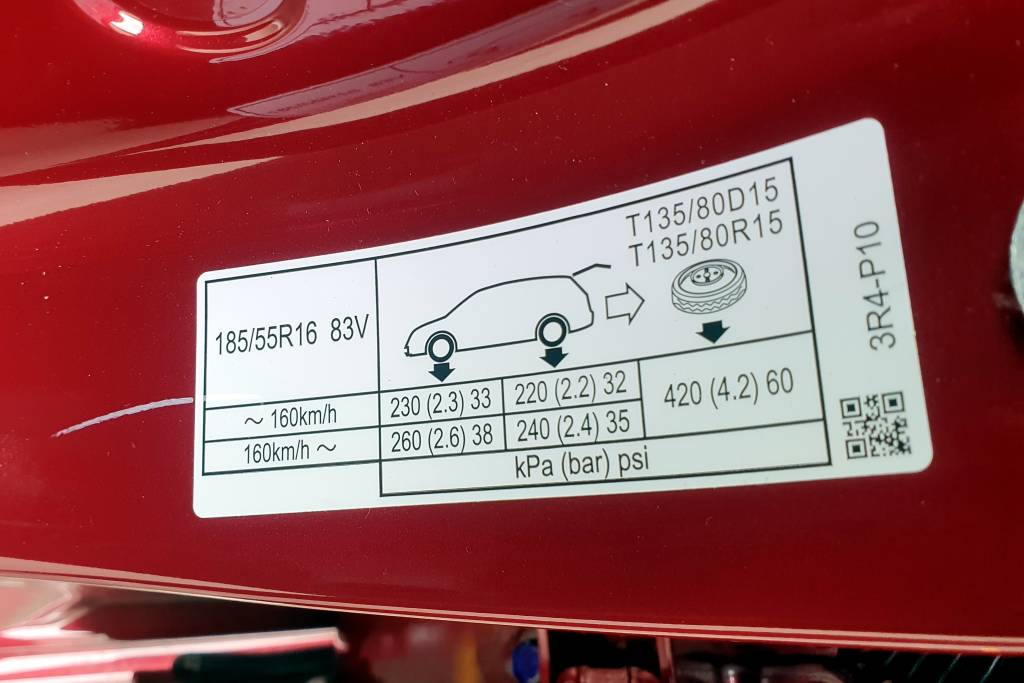 T135/80D15
T135/80R15
185/55R16 83V
～ 160km/h
230 (2.3) 33
220 (2.2) 32
420 (4.2) 60
160km/h ～
260 (2.6) 38
240 (2.4) 35
kPa (bar) psi
3R4-P10